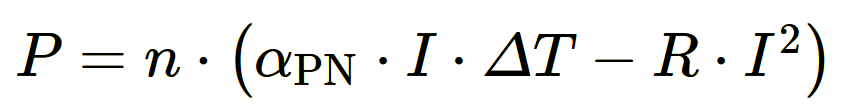 P = n · (α_PN · I · ΔT − R · I²)